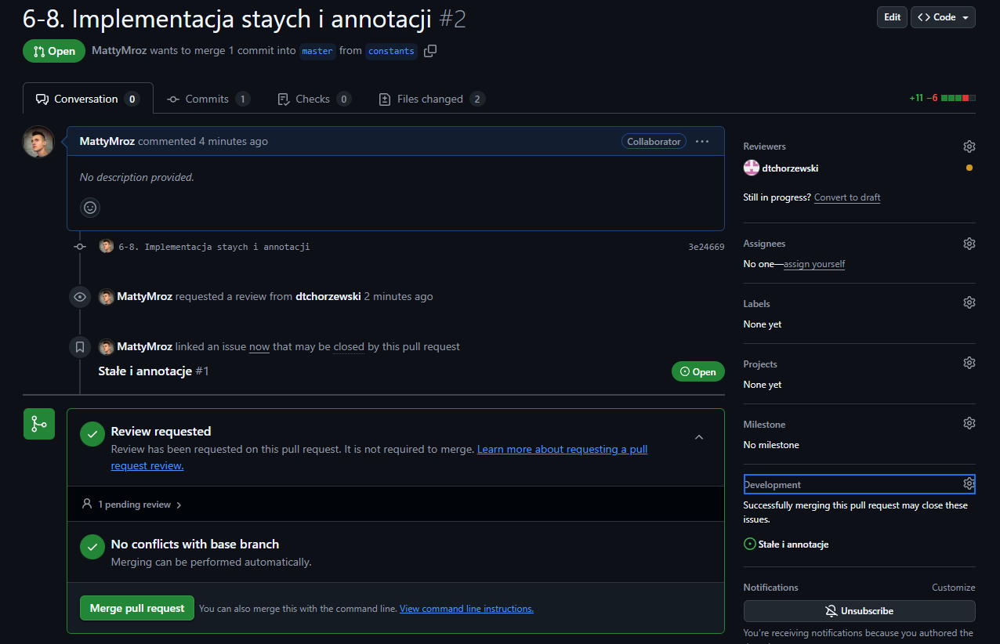 6-8. Implementacja staych i annotacji #2
Edit
Code
Open
MattyMroz wants to merge 1 commit into master from constants
Conversation 0
Commits 1
Checks 0
Files changed 2
+11 −6
MattyMroz commented 4 minutes ago
Collaborator
No description provided.
6-8. Implementacja staych i annotacji
3e24669
MattyMroz requested a review from dtchorzewski 2 minutes ago
MattyMroz linked an issue now that may be closed by this pull request
Stałe i annotacje #1
Open
Review requested
Review has been requested on this pull request. It is not required to merge. Learn more about requesting a pull
request review.
1 pending review
No conflicts with base branch
Merging can be performed automatically.
Merge pull request
You can also merge this with the command line. View command line instructions.
Reviewers
dtchorzewski
Still in progress? Convert to draft
Assignees
No one—assign yourself
Labels
None yet
Projects
None yet
Milestone
No milestone
Development
Successfully merging this pull request may close these
issues.
Stałe i annotacje
Notifications
Customize
Unsubscribe
You're receiving notifications because you authored the